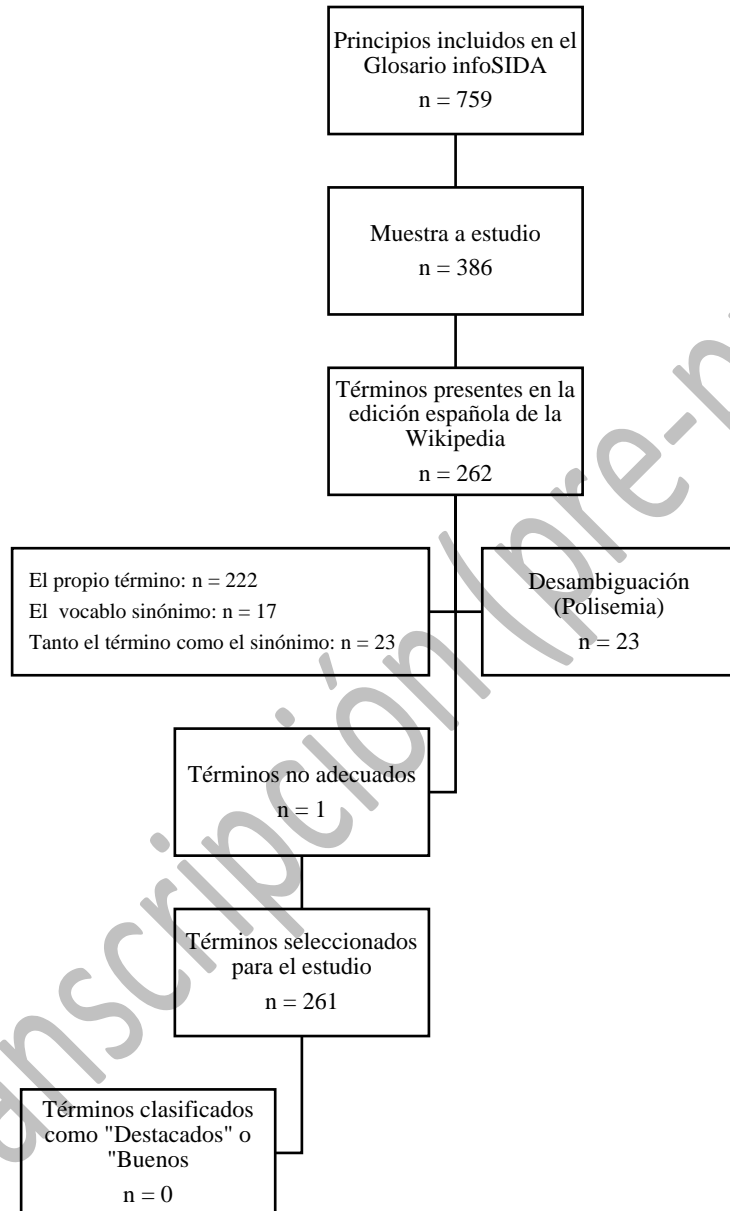 Principios incluidos en el
Glosario infoSIDA
n = 759
Muestra a estudio
n = 386
Términos presentes en la
edición española de la
Wikipedia
n = 262
El propio término: n = 222
El vocablo sinónimo: n = 17
Tanto el término como el sinónimo: n = 23
Desambiguación
(Polisemia)
n = 23
Términos no adecuados
n = 1
Términos seleccionados
para el estudio
n = 261
Términos clasificados
como "Destacados" o
"Buenos
n = 0